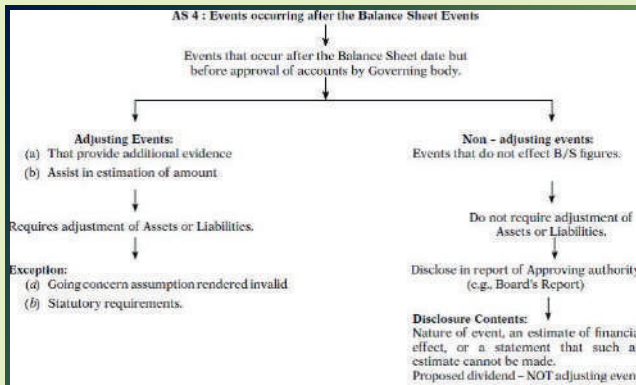 AS 4 : Events occurring after the Balance Sheet Events
Events that occur after the Balance Sheet date but
before approval of accounts by Governing body.
Adjusting Events:
(a) That provide additional evidence
(b) Assist in estimation of amount
Requires adjustment of Assets or Liabilities.
Exception:
(a) Going concern assumption rendered invalid
(b) Statutory requirements.
Non – adjusting events:
Events that do not effect B/S figures.
Do not require adjustment of
Assets or Liabilities.
Disclose in report of Approving authority
(e.g., Board's Report)
Disclosure Contents:
Nature of event, an estimate of financia
effect, or a statement that such a
estimate cannot be made.
Proposed dividend – NOT adjusting even